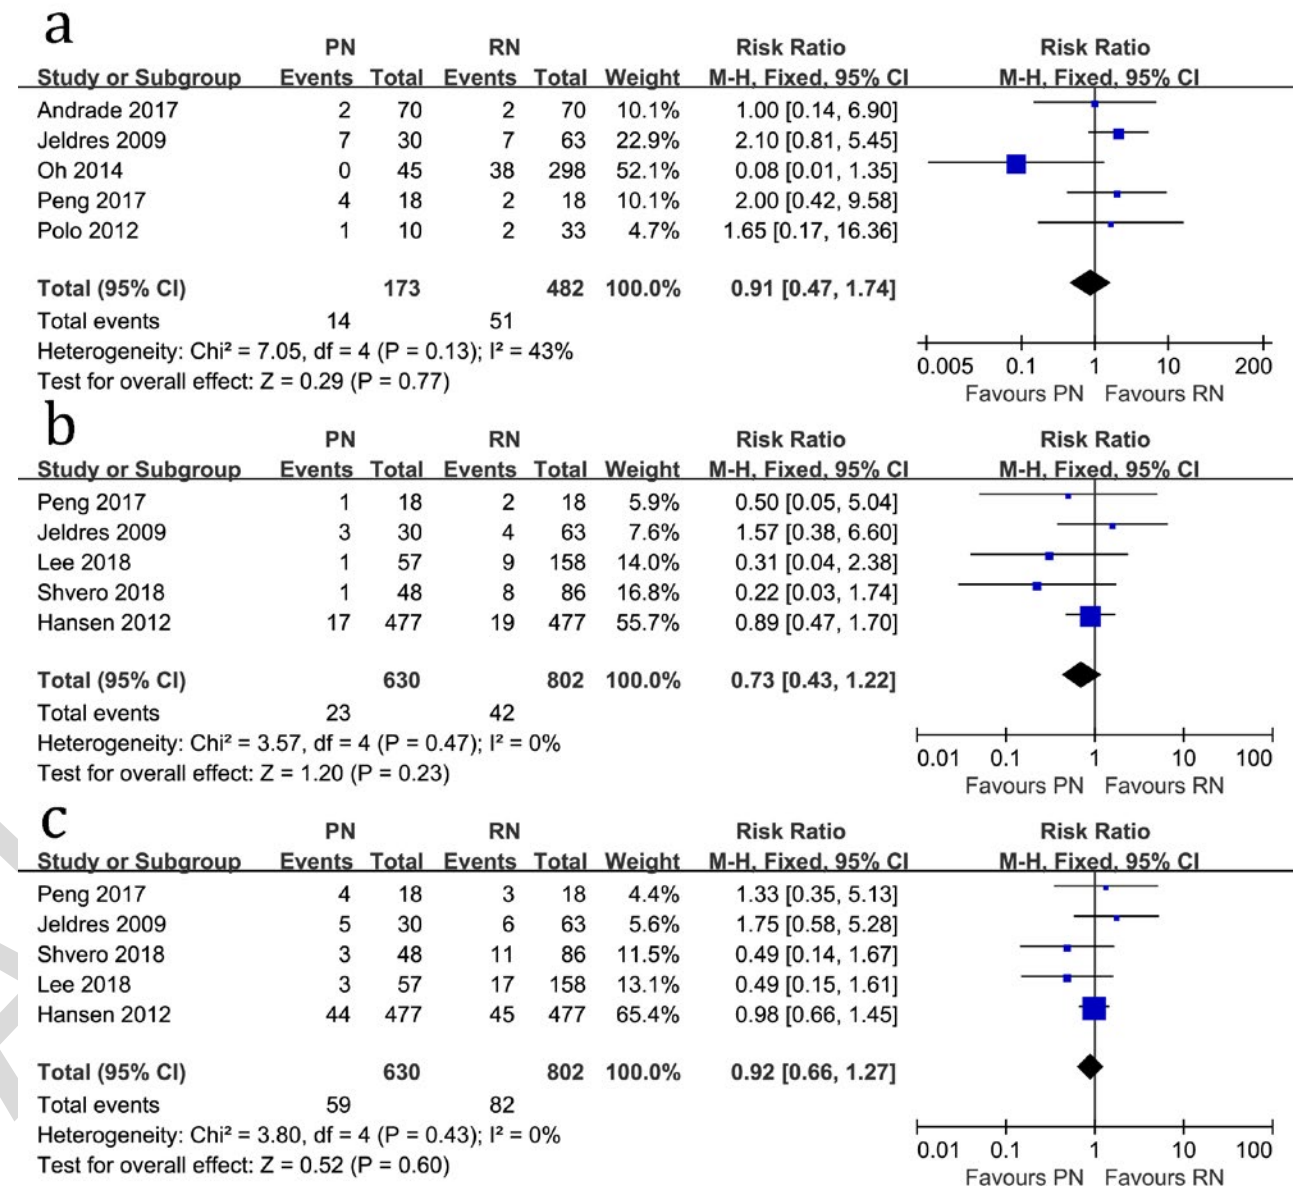 a
PN RN Risk Ratio Risk Ratio
Study or Subgroup Events Total Events Total Weight M-H, Fixed, 95% CI M-H, Fixed, 95% CI
Andrade 2017 2 70 2 70 10.1% 1.00 [0.14, 6.90]
Jeldres 2009 7 30 7 63 22.9% 2.10 [0.81, 5.45]
Oh 2014 0 45 38 298 52.1% 0.08 [0.01, 1.35]
Peng 2017 4 18 2 18 10.1% 2.00 [0.42, 9.58]
Polo 2012 1 10 2 33 4.7% 1.65 [0.17, 16.36]
Total (95% CI) 173 482 100.0% 0.91 [0.47, 1.74]
Total events 14 51
Heterogeneity: Chi² = 7.05, df = 4 (P = 0.13); I² = 43%
Test for overall effect: Z = 0.29 (P = 0.77)
0.005 0.1 1 10 200
Favours PN Favours RN
b
PN RN Risk Ratio Risk Ratio
Study or Subgroup Events Total Events Total Weight M-H, Fixed, 95% CI M-H, Fixed, 95% CI
Peng 2017 1 18 2 18 5.9% 0.50 [0.05, 5.04]
Jeldres 2009 3 30 4 63 7.6% 1.57 [0.38, 6.60]
Lee 2018 1 57 9 158 14.0% 0.31 [0.04, 2.38]
Shvero 2018 1 48 8 86 16.8% 0.22 [0.03, 1.74]
Hansen 2012 17 477 19 477 55.7% 0.89 [0.47, 1.70]
Total (95% CI) 630 802 100.0% 0.73 [0.43, 1.22]
Total events 23 42
Heterogeneity: Chi² = 3.57, df = 4 (P = 0.47); I² = 0%
Test for overall effect: Z = 1.20 (P = 0.23)
0.01 0.1 1 10 100
Favours PN Favours RN
c
PN RN Risk Ratio Risk Ratio
Study or Subgroup Events Total Events Total Weight M-H, Fixed, 95% CI M-H, Fixed, 95% CI
Peng 2017 4 18 3 18 4.4% 1.33 [0.35, 5.13]
Jeldres 2009 5 30 6 63 5.6% 1.75 [0.58, 5.28]
Shvero 2018 3 48 11 86 11.5% 0.49 [0.14, 1.67]
Lee 2018 3 57 17 158 13.1% 0.49 [0.15, 1.61]
Hansen 2012 44 477 45 477 65.4% 0.98 [0.66, 1.45]
Total (95% CI) 630 802 100.0% 0.92 [0.66, 1.27]
Total events 59 82
Heterogeneity: Chi² = 3.80, df = 4 (P = 0.43); I² = 0%
Test for overall effect: Z = 0.52 (P = 0.60)
0.01 0.1 1 10 100
Favours PN Favours RN